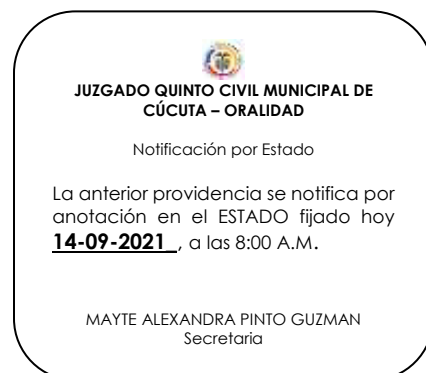 JUZGADO QUINTO CIVIL MUNICIPAL DE
CÚCUTA – ORALIDAD
Notificación por Estado
La anterior providencia se notifica por
anotación en el ESTADO fijado hoy
14-09-2021_, a las 8:00 A.M.
MAYTE ALEXANDRA PINTO GUZMAN
Secretaria